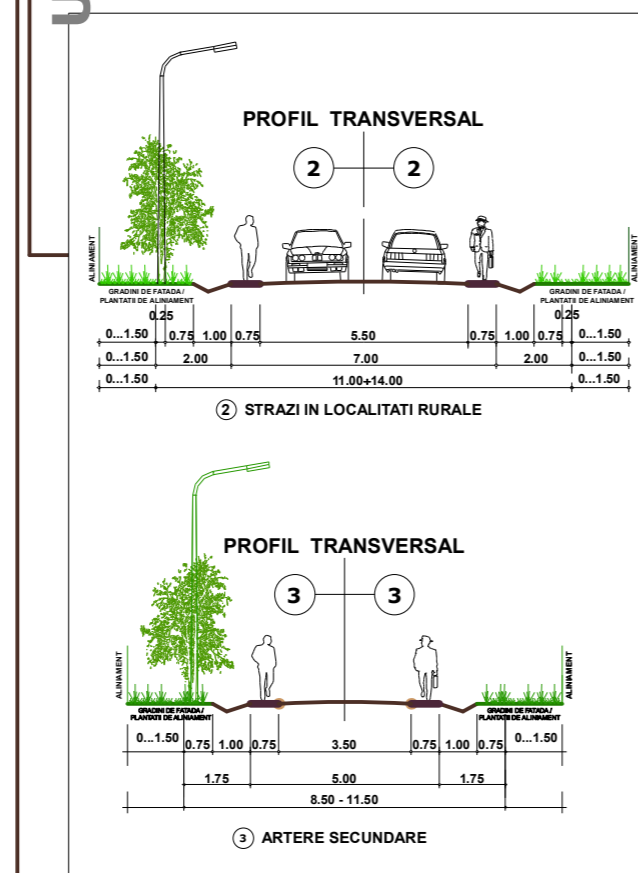 PROFIL TRANSVERSAL
2 2
ALINIAMENT
ALINIAMENT
GRADINI DE FATADA /
PLANTATII DE ALINIAMENT
GRADINI DE FATADA /
PLANTATII DE ALINIAMENT
0.25 0.25
0...1.50 0.75 1.00 0.75 5.50 0.75 1.00 0.75 0...1.50
0...1.50 2.00 7.00 2.00 0...1.50
0...1.50 11.00+14.00 0...1.50
2 STRAZI IN LOCALITATI RURALE
PROFIL TRANSVERSAL
3 3
ALINIAMENT
ALINIAMENT
GRADINI DE FATADA /
PLANTATII DE ALINIAMENT
GRADINI DE FATADA /
PLANTATII DE ALINIAMENT
0...1.50 0.75 1.00 0.75 3.50 0.75 1.00 0.75 0...1.50
1.75 5.00 1.75
8.50 - 11.50
3 ARTERE SECUNDARE